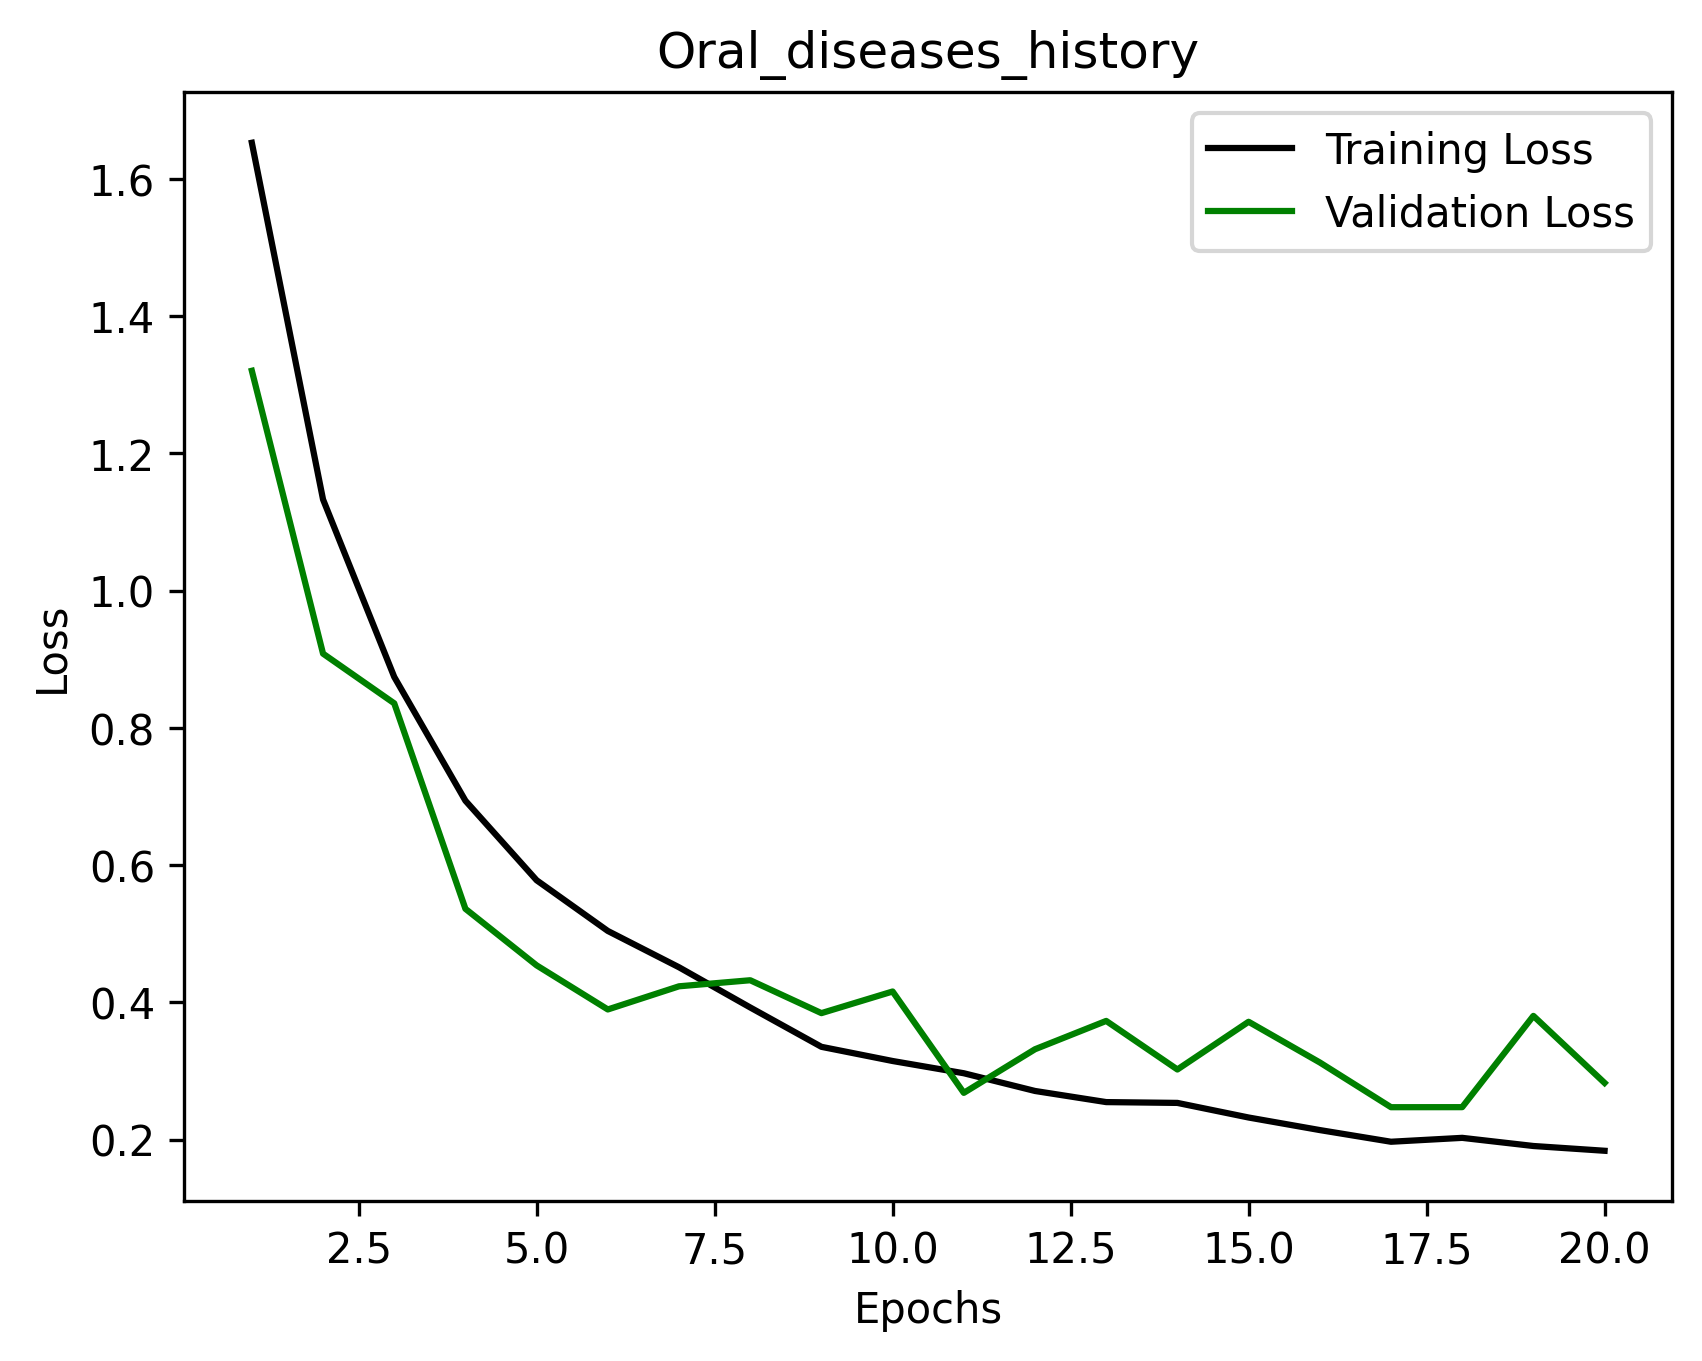 Oral_diseases_history
Training Loss
Validation Loss
1.6
1.4
1.2
1.0
0.8
0.6
0.4
0.2
Loss
2.5 5.0 7.5 10.0 12.5 15.0 17.5 20.0
Epochs